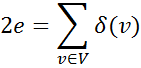 2e = ∑_{v∈V} δ(v)